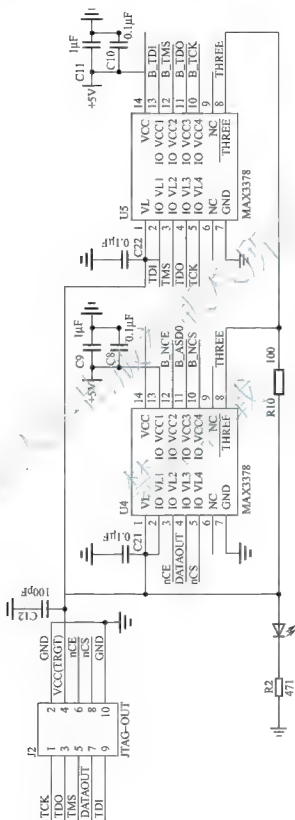 TCK
TDO
TMS
DATAOUT
TDI
J2
1 2
3 4
5 6
7 8
9 10
JTAG-OUT
GND
VCC(TRGT)
nCE
nCS
GND
C12
100pF
R2
471
C21
0.1μF
nCE
DATAOUT
nCS
U4
1 VL VCC 14
2 IO VL1 IO VCC1 13
3 IO VL2 IO VCC2 12
4 IO VL3 IO VCC3 11
5 IO VL4 IO VCC4 10
6 NC NC 9
7 GND THREE 8
MAX3378
+5V
C9
1μF
C8
0.1μF
B_NCE
B_ASD0
B_NCS
THREE
R10
100
C22
0.1μF
TDI
TMS
TDO
TCK
U5
1 VL VCC 14
2 IO VL1 IO VCC1 13
3 IO VL2 IO VCC2 12
4 IO VL3 IO VCC3 11
5 IO VL4 IO VCC4 10
6 NC NC 9
7 GND THREE 8
MAX3378
+5V
C11
1μF
C10
0.1μF
B_TDI
B_TMS
B_TDO
B_TCK
THREE